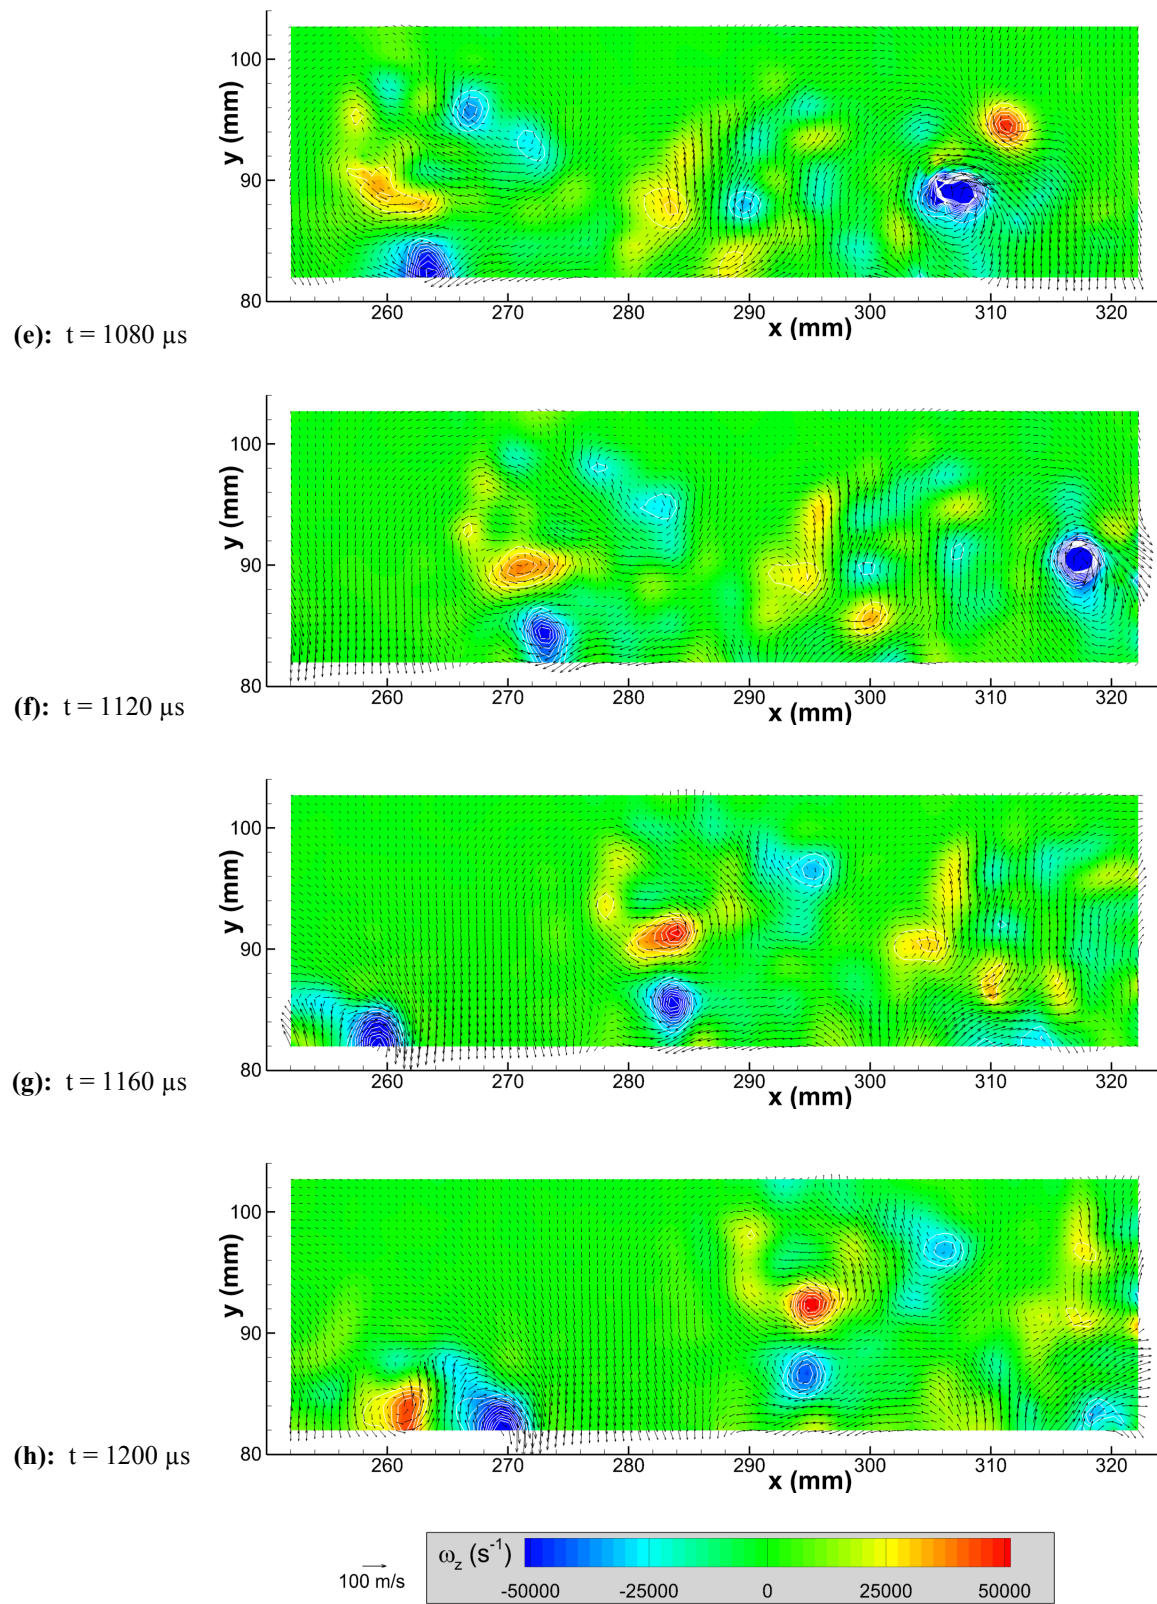 100
y (mm)
90
80
260 270 280 290 300 310 320
x (mm)
(e): t = 1080 µs
100
y (mm)
90
80
260 270 280 290 300 310 320
x (mm)
(f): t = 1120 µs
100
y (mm)
90
80
260 270 280 290 300 310 320
x (mm)
(g): t = 1160 µs
100
y (mm)
90
80
260 270 280 290 300 310 320
x (mm)
(h): t = 1200 µs
100 m/s
ω_z (s⁻¹)
-50000 -25000 0 25000 50000